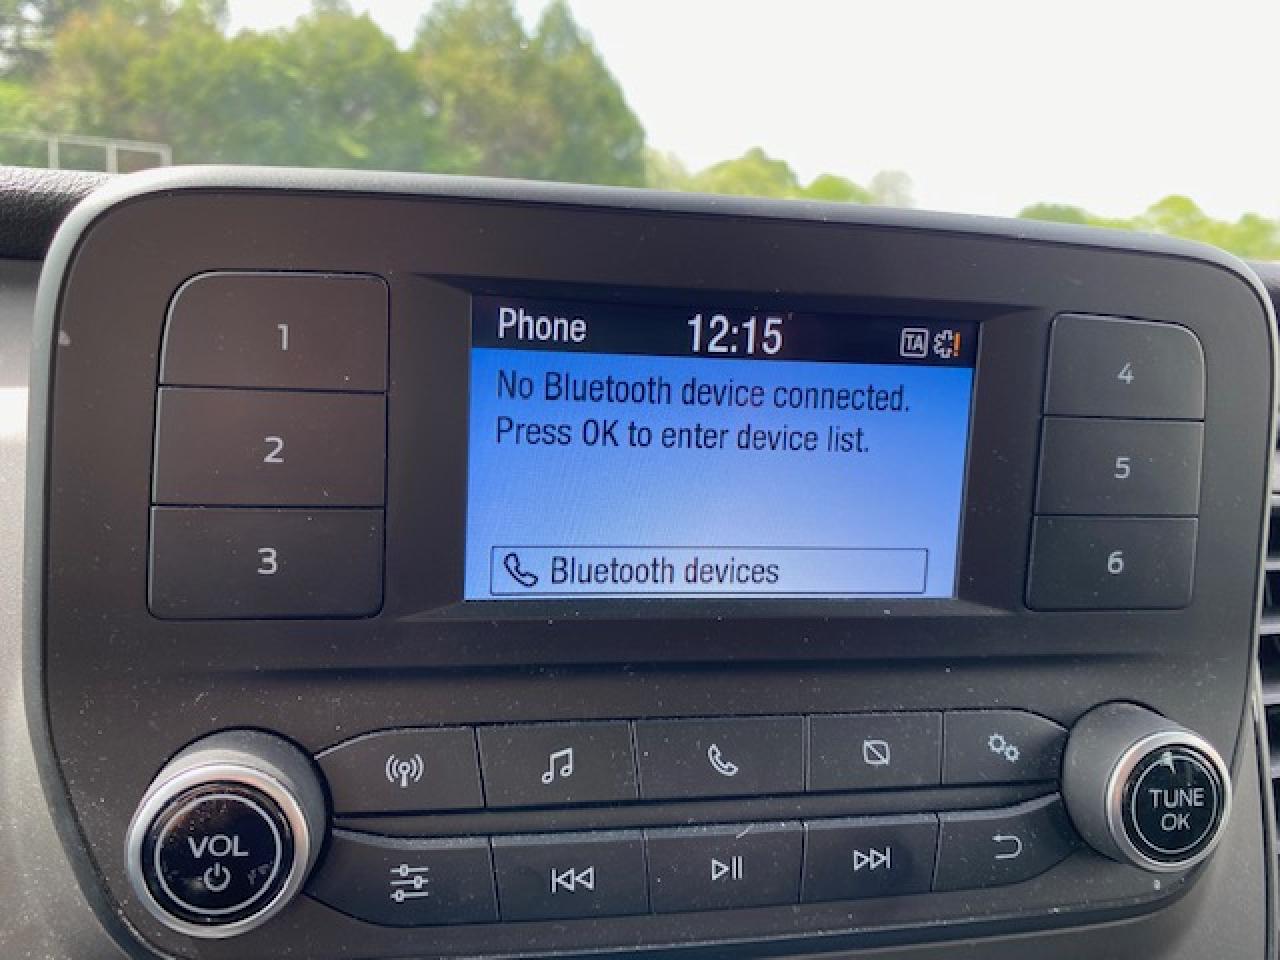 1
2
3
Phone 12:15 TA
No Bluetooth device connected.
Press OK to enter device list.
Bluetooth devices
4
5
6
VOL
TUNE
OK